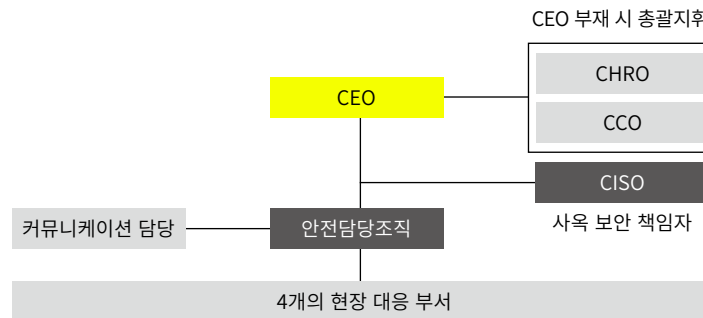 CEO 부재 시 총괄지휘
CHRO
CEO
CCO
CISO
사옥 보안 책임자
커뮤니케이션 담당
안전담당조직
4개의 현장 대응 부서